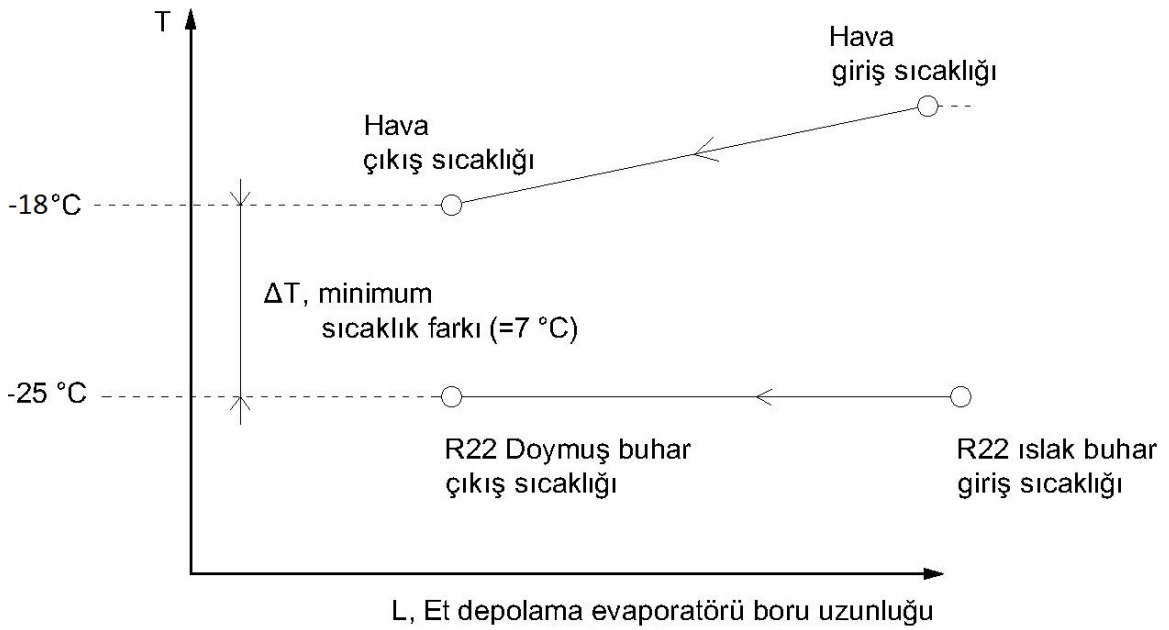 T
Hava
giriş sıcaklığı
Hava
çıkış sıcaklığı
-18°C
ΔT, minimum
sıcaklık farkı (=7 °C)
-25 °C
R22 Doymuş buhar
çıkış sıcaklığı
R22 ıslak buhar
giriş sıcaklığı
L, Et depolama evaporatörü boru uzunluğu